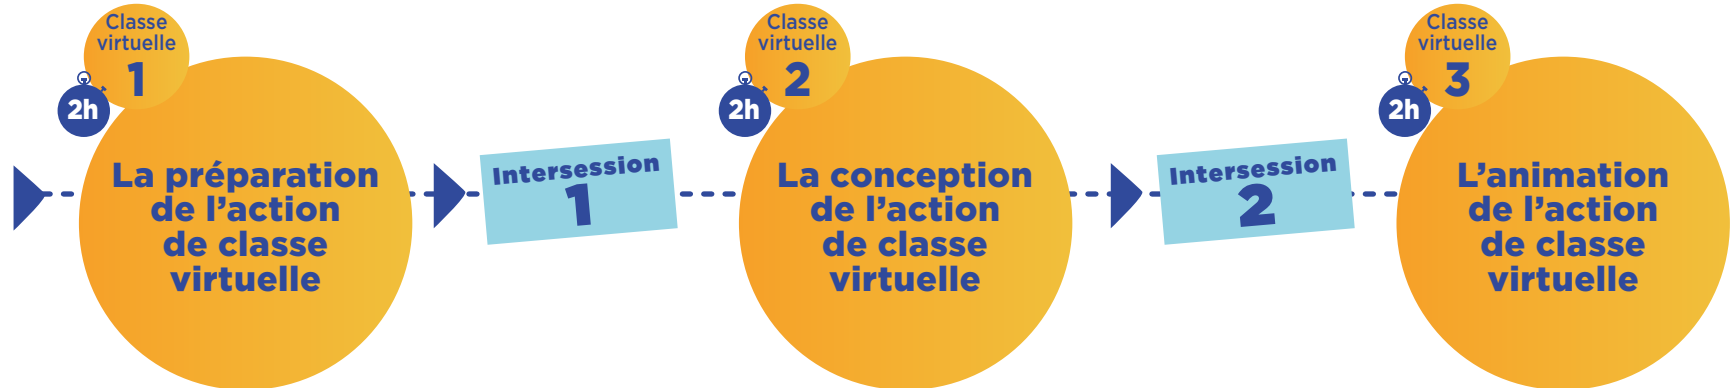 Classe
virtuelle
1
2h
La préparation
de l’action
de classe
virtuelle
Intersession
1
Classe
virtuelle
2
2h
La conception
de l’action
de classe
virtuelle
Intersession
2
Classe
virtuelle
3
2h
L’animation
de l’action
de classe
virtuelle